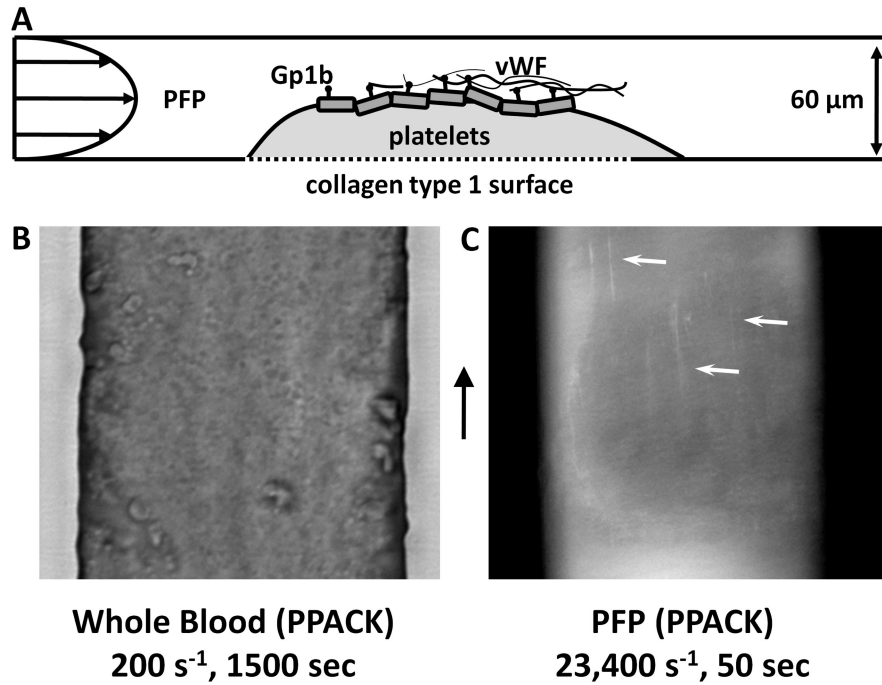 A
Gp1b
vWF
PFP
60 µm
platelets
collagen type 1 surface
B
C
Whole Blood (PPACK)
200 s⁻¹, 1500 sec
PFP (PPACK)
23,400 s⁻¹, 50 sec